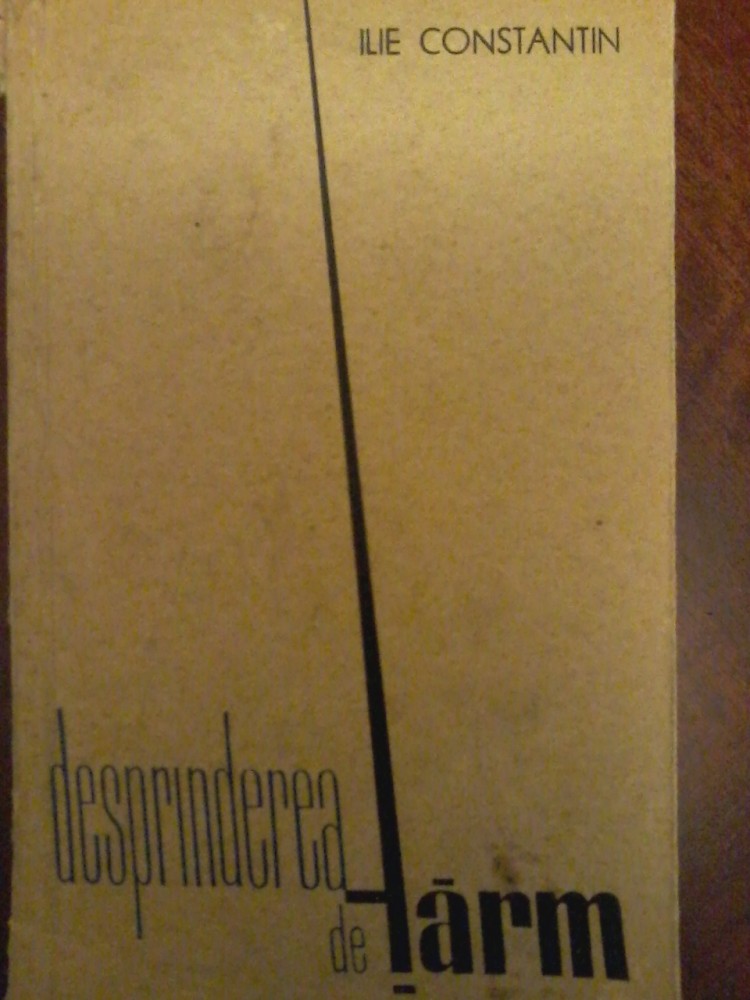 ILIE CONSTANTIN
desprinderea
de țărm